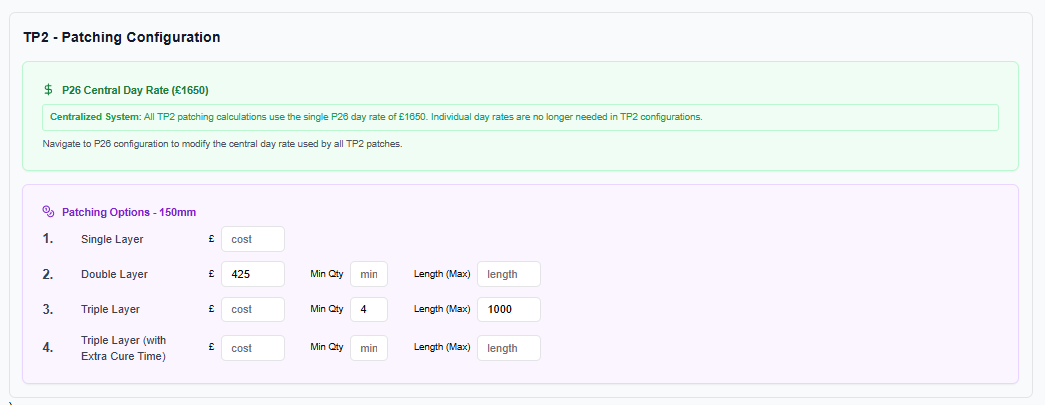 TP2 - Patching Configuration
P26 Central Day Rate (£1650)
Centralized System: All TP2 patching calculations use the single P26 day rate of £1650. Individual day rates are no longer needed in TP2 configurations.
Navigate to P26 configuration to modify the central day rate used by all TP2 patches.
Patching Options - 150mm
1. Single Layer £ cost
2. Double Layer £ 425 Min Qty min Length (Max) length
3. Triple Layer £ cost Min Qty 4 Length (Max) 1000
4. Triple Layer (with
Extra Cure Time) £ cost Min Qty min Length (Max) length